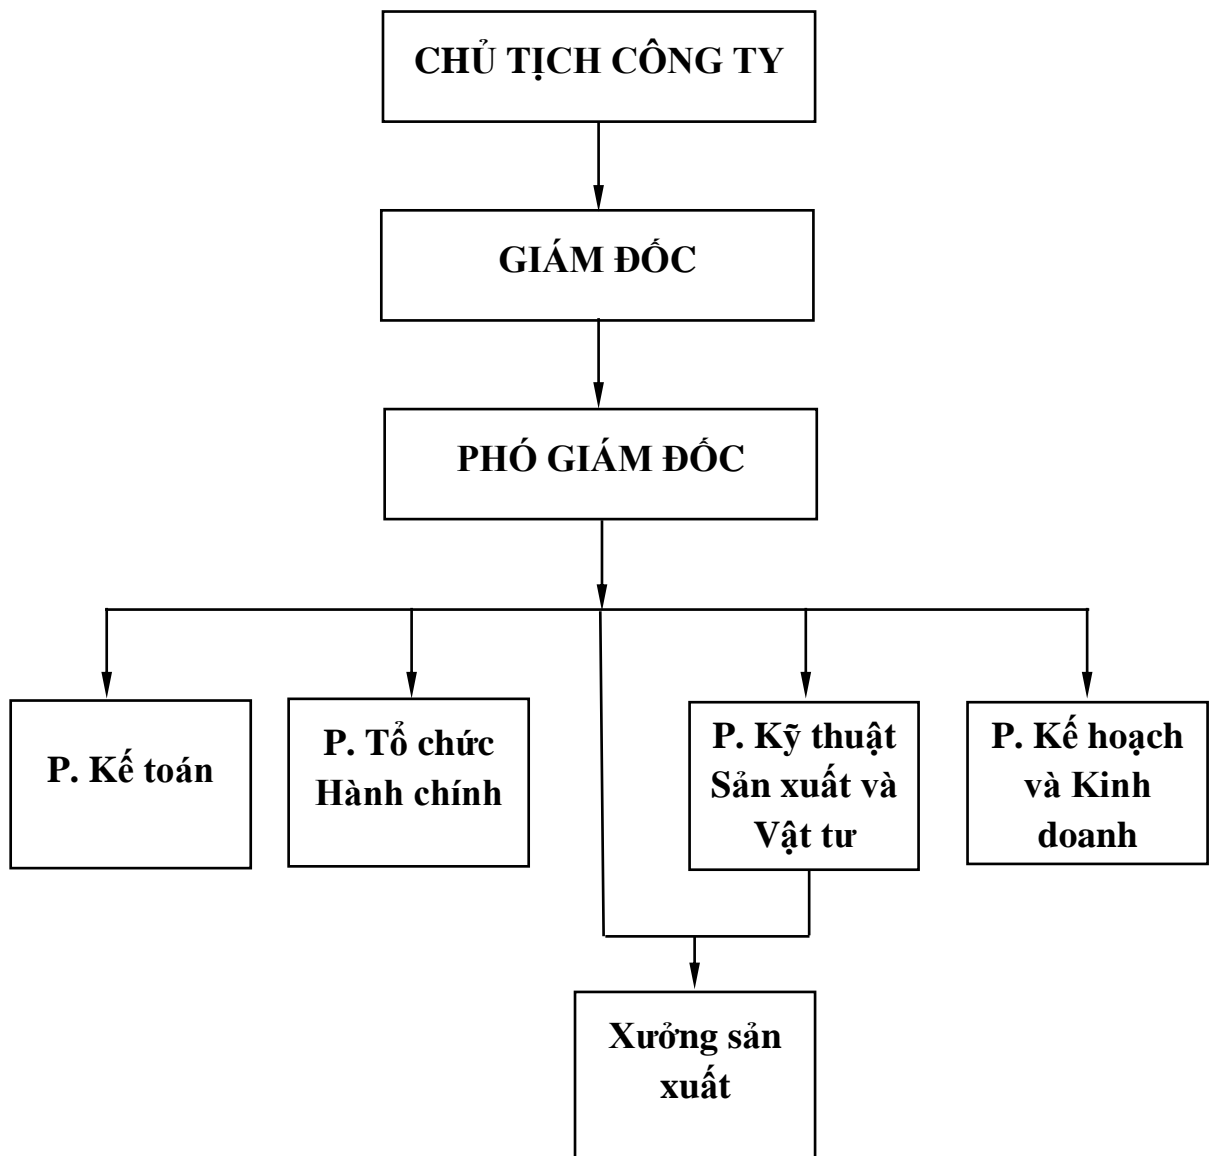 CHỦ TỊCH CÔNG TY
GIÁM ĐỐC
PHÓ GIÁM ĐỐC
P. Kế toán
P. Tổ chức
Hành chính
P. Kỹ thuật
Sản xuất và
Vật tư
P. Kế hoạch
và Kinh
doanh
Xưởng sản
xuất